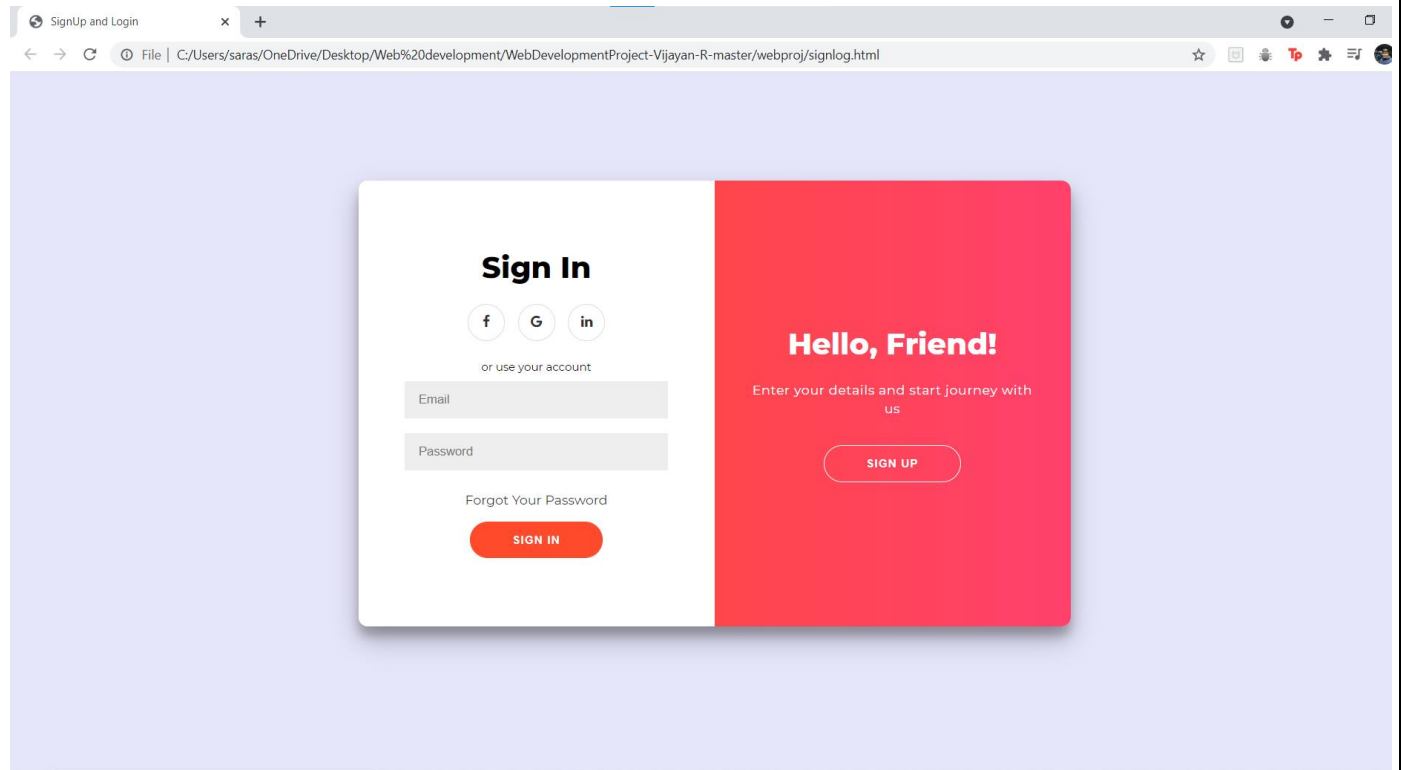 SignUp and Login
File | C:/Users/saras/OneDrive/Desktop/Web%20development/WebDevelopmentProject-Vijayan-R-master/webproj/signlog.html
Tp
Sign In
f G in
or use your account
Email
Password
Forgot Your Password
SIGN IN
Hello, Friend!
Enter your details and start journey with
us
SIGN UP